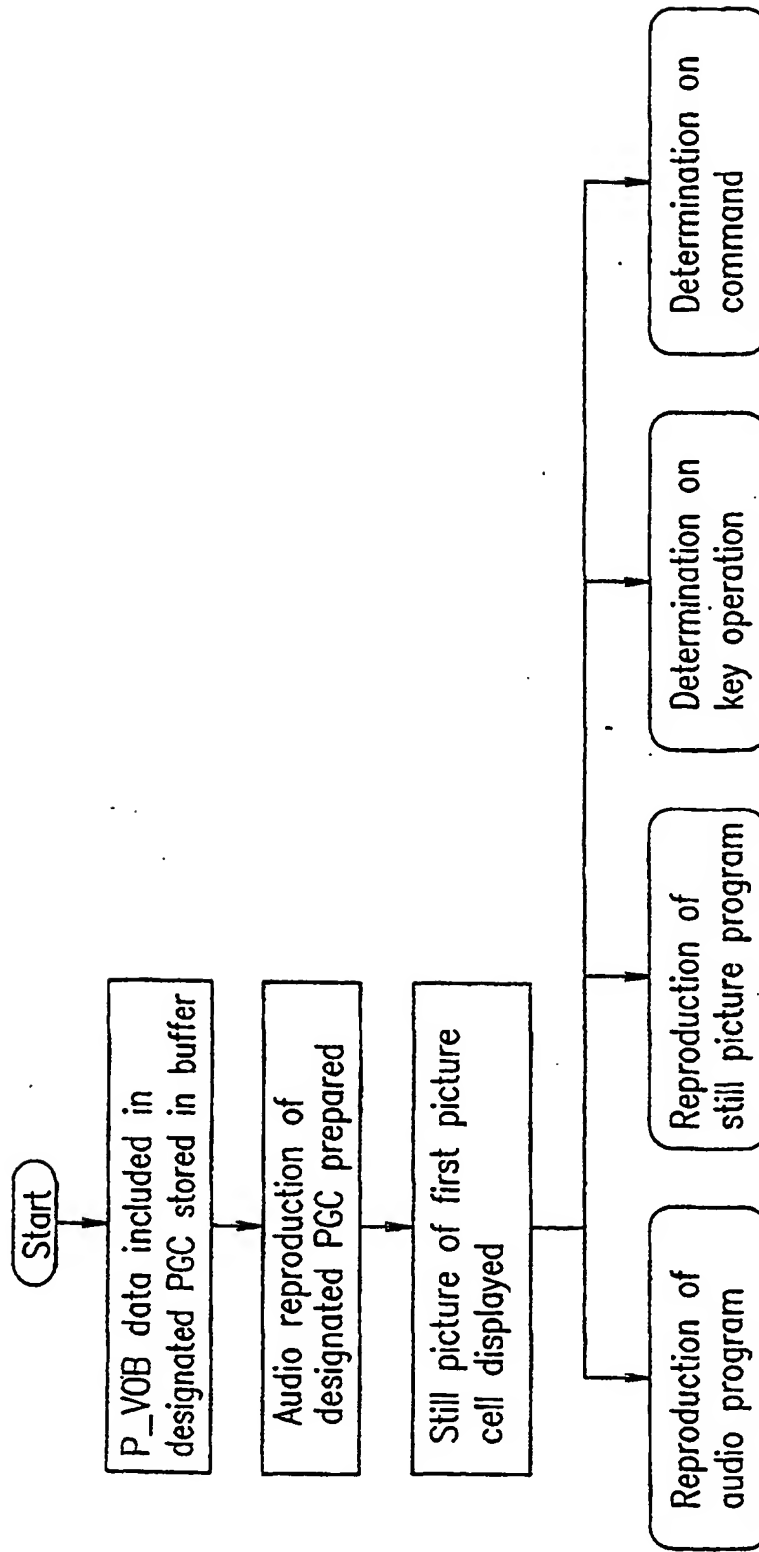 Start
P_VOB data included in
designated PGC stored in buffer
Audio reproduction of
designated PGC prepared
Still picture of first picture
cell displayed
Reproduction of
audio program
Reproduction of
still picture program
Determination on
key operation
Determination on
command